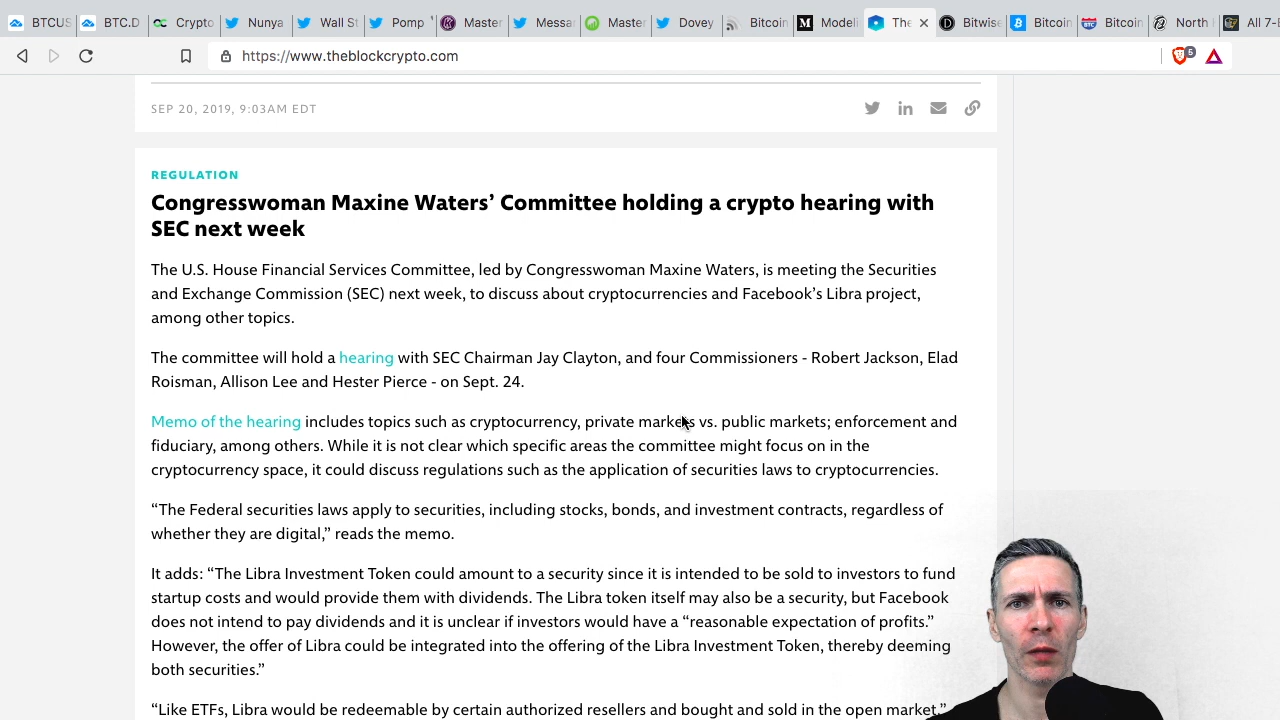 BTCUS
BTC.D
Crypto
Nunya
Wall St
Pomp
Master
Messa
Master
Dovey
Bitcoin
Modeli
The
Bitwise
Bitcoin
Bitcoin
North
All 7-E
https://www.theblockcrypto.com
5
SEP 20, 2019, 9:03AM EDT
REGULATION
Congresswoman Maxine Waters’ Committee holding a crypto hearing with
SEC next week
The U.S. House Financial Services Committee, led by Congresswoman Maxine Waters, is meeting the Securities
and Exchange Commission (SEC) next week, to discuss about cryptocurrencies and Facebook’s Libra project,
among other topics.
The committee will hold a hearing with SEC Chairman Jay Clayton, and four Commissioners - Robert Jackson, Elad
Roisman, Allison Lee and Hester Pierce - on Sept. 24.
Memo of the hearing includes topics such as cryptocurrency, private markets vs. public markets; enforcement and
fiduciary, among others. While it is not clear which specific areas the committee might focus on in the
cryptocurrency space, it could discuss regulations such as the application of securities laws to cryptocurrencies.
“The Federal securities laws apply to securities, including stocks, bonds, and investment contracts, regardless of
whether they are digital,” reads the memo.
It adds: “The Libra Investment Token could amount to a security since it is intended to be sold to investors to fund
startup costs and would provide them with dividends. The Libra token itself may also be a security, but Facebook
does not intend to pay dividends and it is unclear if investors would have a “reasonable expectation of profits.”
However, the offer of Libra could be integrated into the offering of the Libra Investment Token, thereby deeming
both securities.”
“Like ETFs, Libra would be redeemable by certain authorized resellers and bought and sold in the open market,”